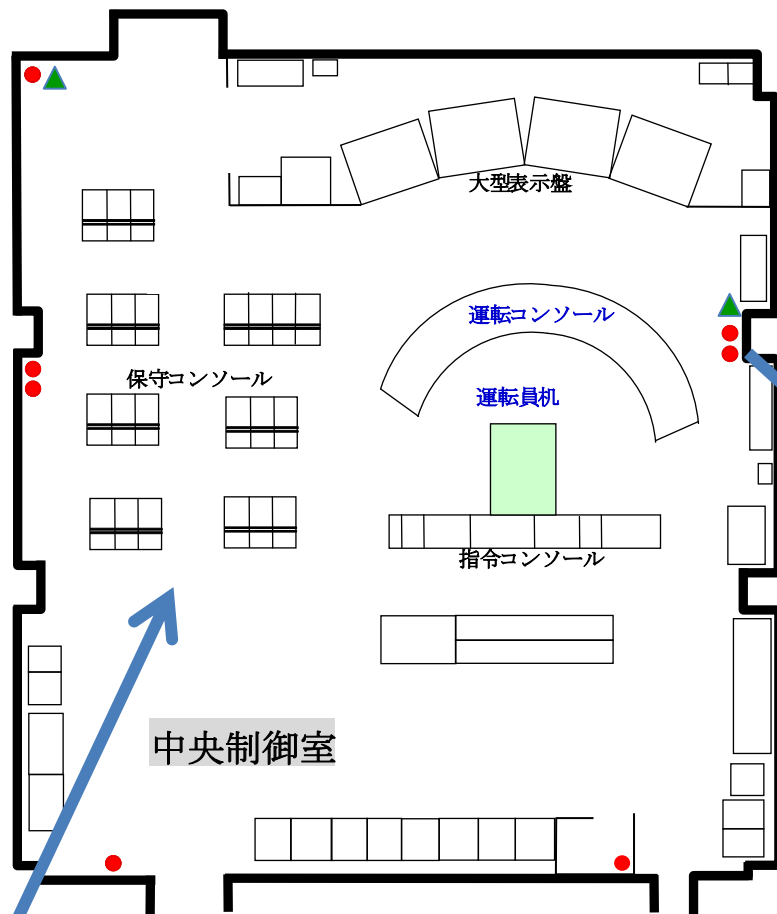 大型表示盤
運転コンソール
保守コンソール
運転員机
指令コンソール
中央制御室